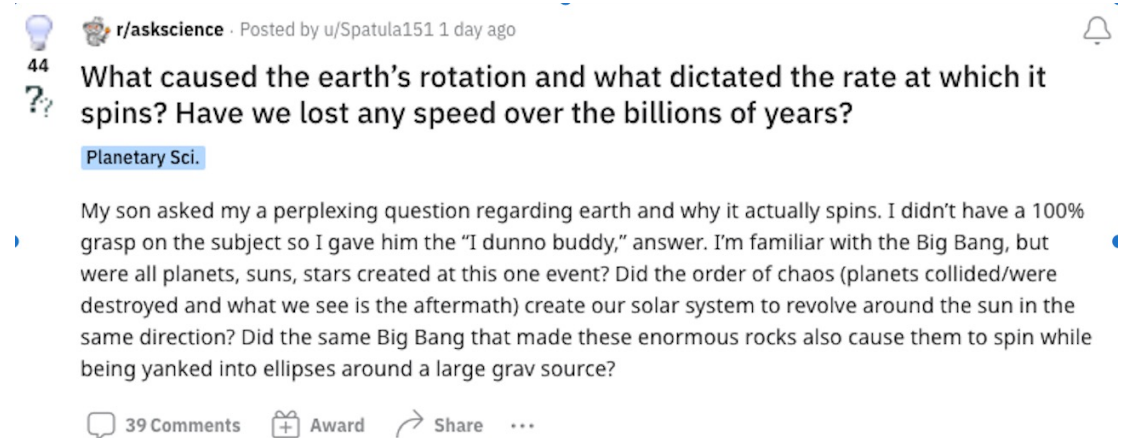 r/askscience · Posted by u/Spatula151 1 day ago
44
What caused the earth’s rotation and what dictated the rate at which it
spins? Have we lost any speed over the billions of years?
Planetary Sci.
My son asked my a perplexing question regarding earth and why it actually spins. I didn’t have a 100%
grasp on the subject so I gave him the “I dunno buddy,” answer. I’m familiar with the Big Bang, but
were all planets, suns, stars created at this one event? Did the order of chaos (planets collided/were
destroyed and what we see is the aftermath) create our solar system to revolve around the sun in the
same direction? Did the same Big Bang that made these enormous rocks also cause them to spin while
being yanked into ellipses around a large grav source?
39 Comments Award Share ...